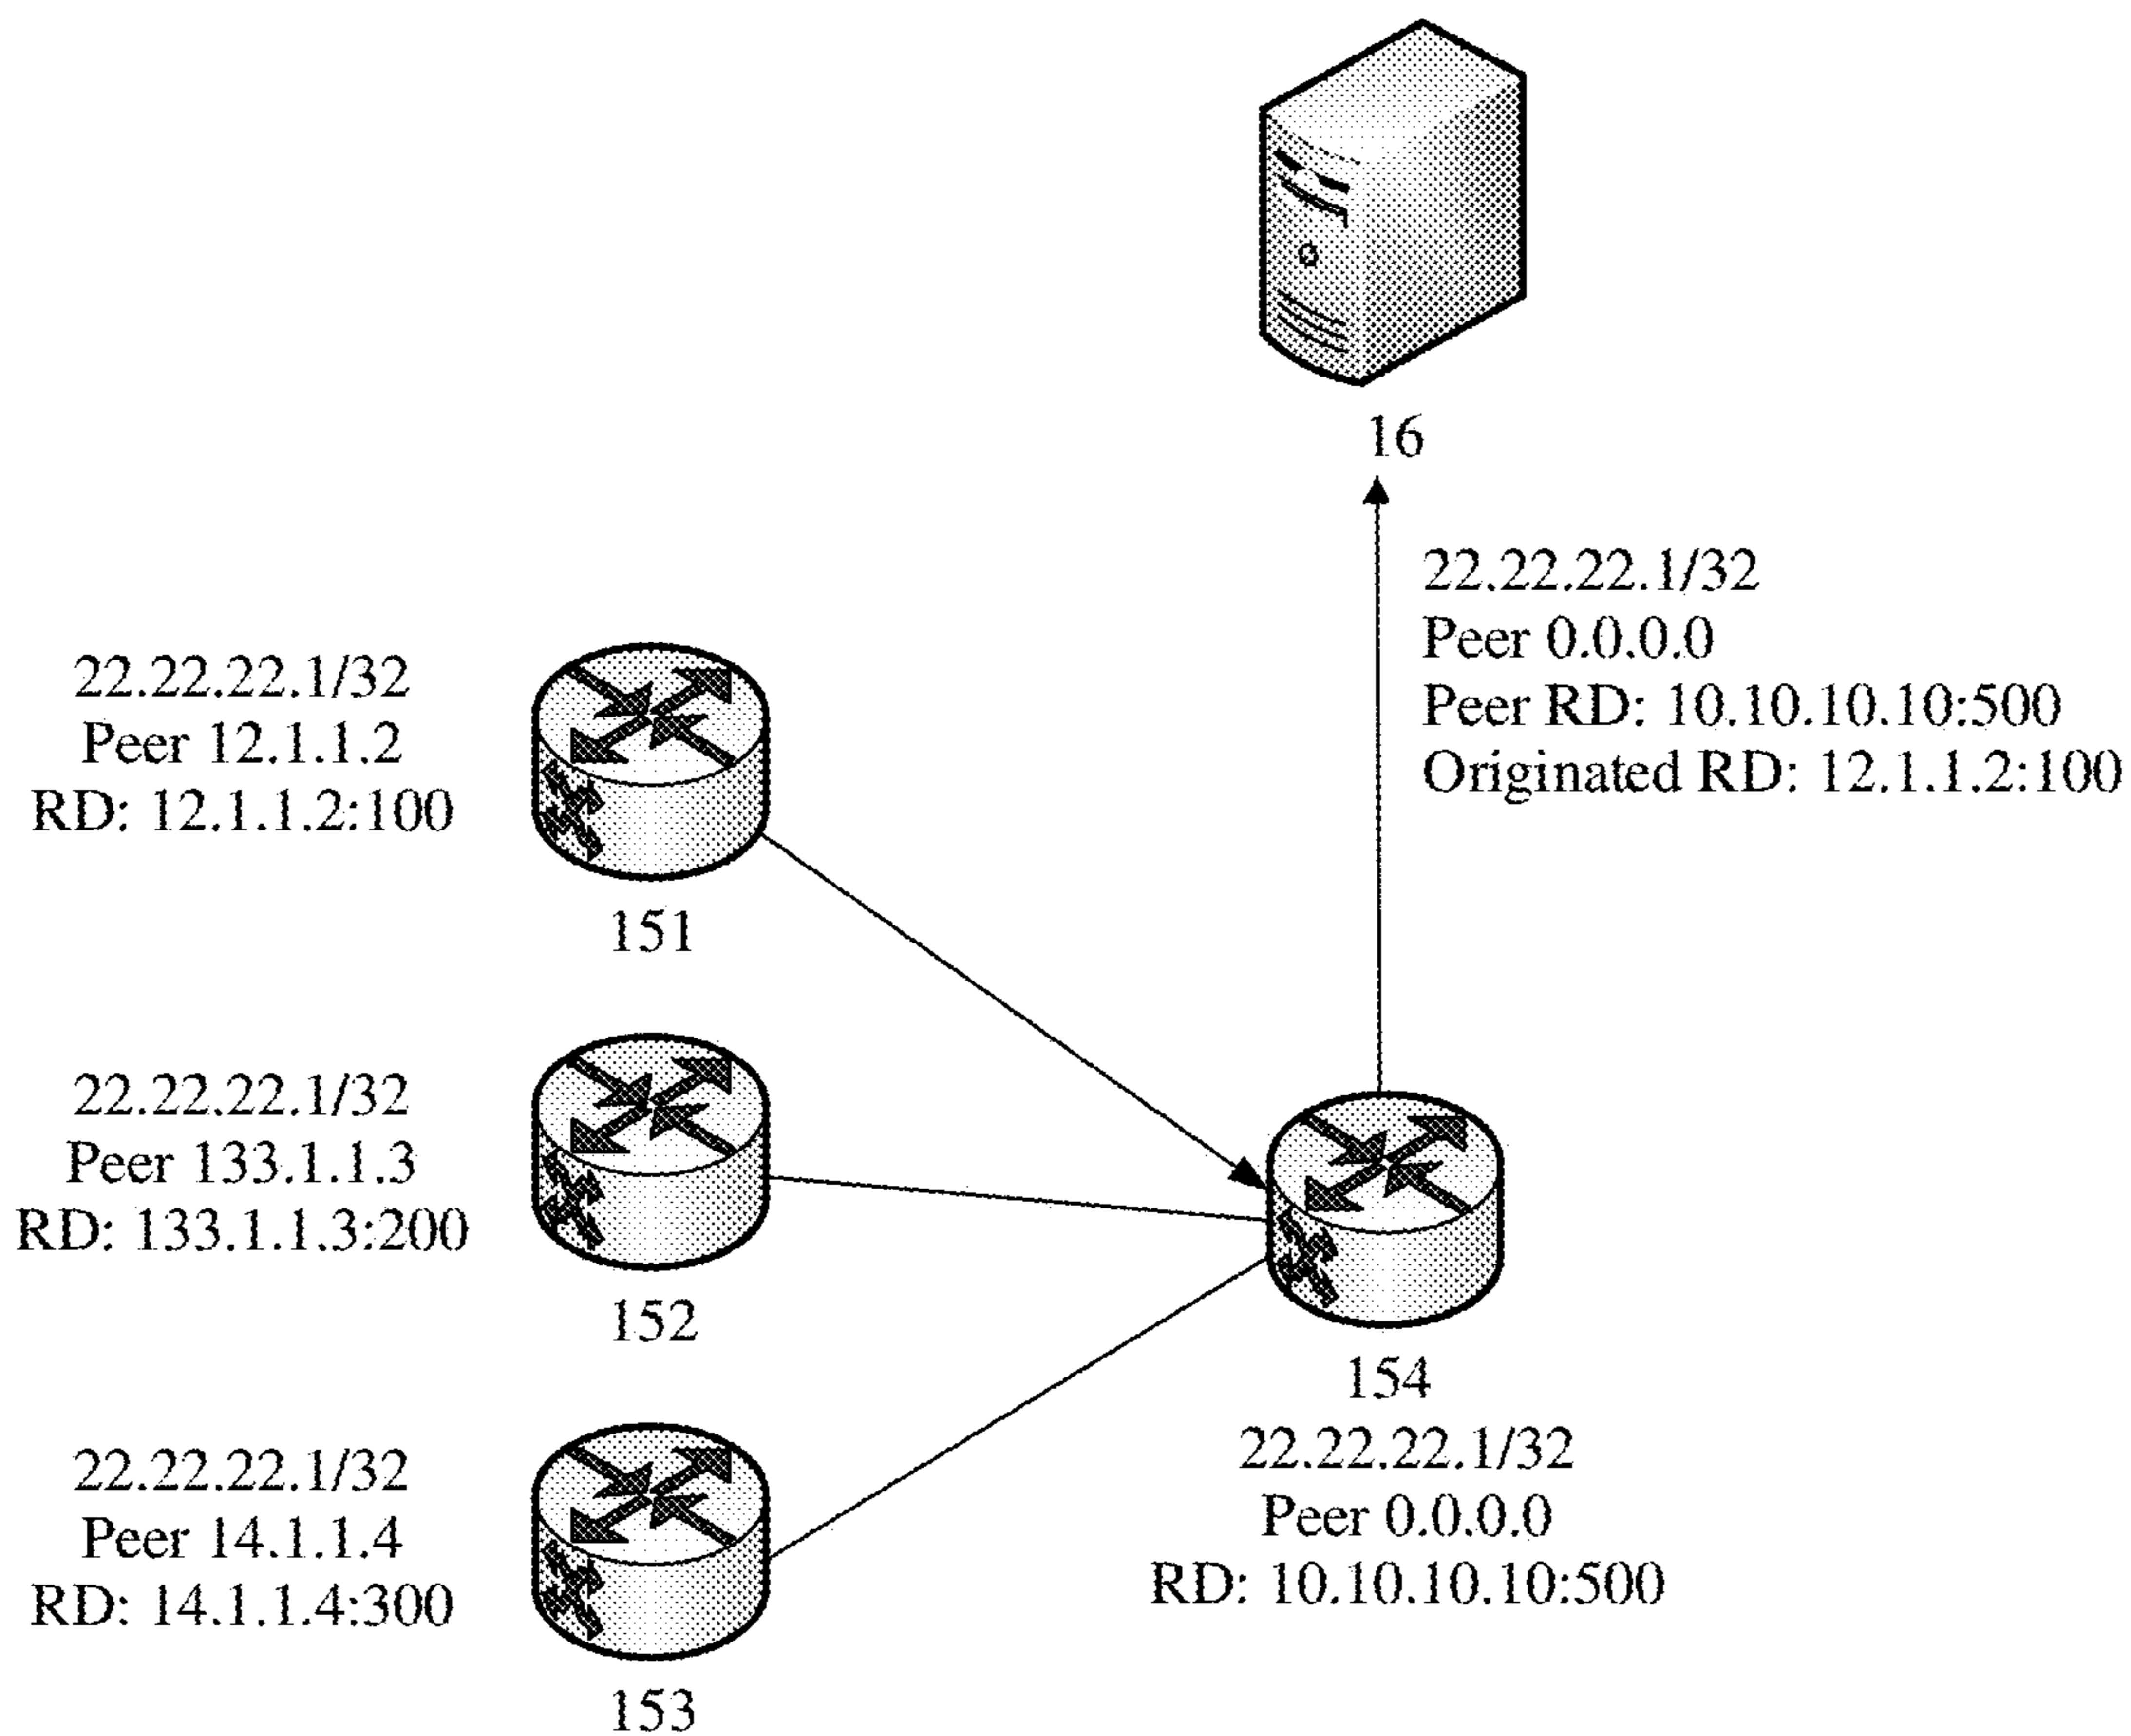 16
22.22.22.1/32
Peer 0.0.0.0
Peer RD: 10.10.10.10:500
Originated RD: 12.1.1.2:100
22.22.22.1/32
Peer 12.1.1.2
RD: 12.1.1.2:100
151
22.22.22.1/32
Peer 133.1.1.3
RD: 133.1.1.3:200
152
154
22.22.22.1/32
Peer 0.0.0.0
RD: 10.10.10.10:500
22.22.22.1/32
Peer 14.1.1.4
RD: 14.1.1.4:300
153